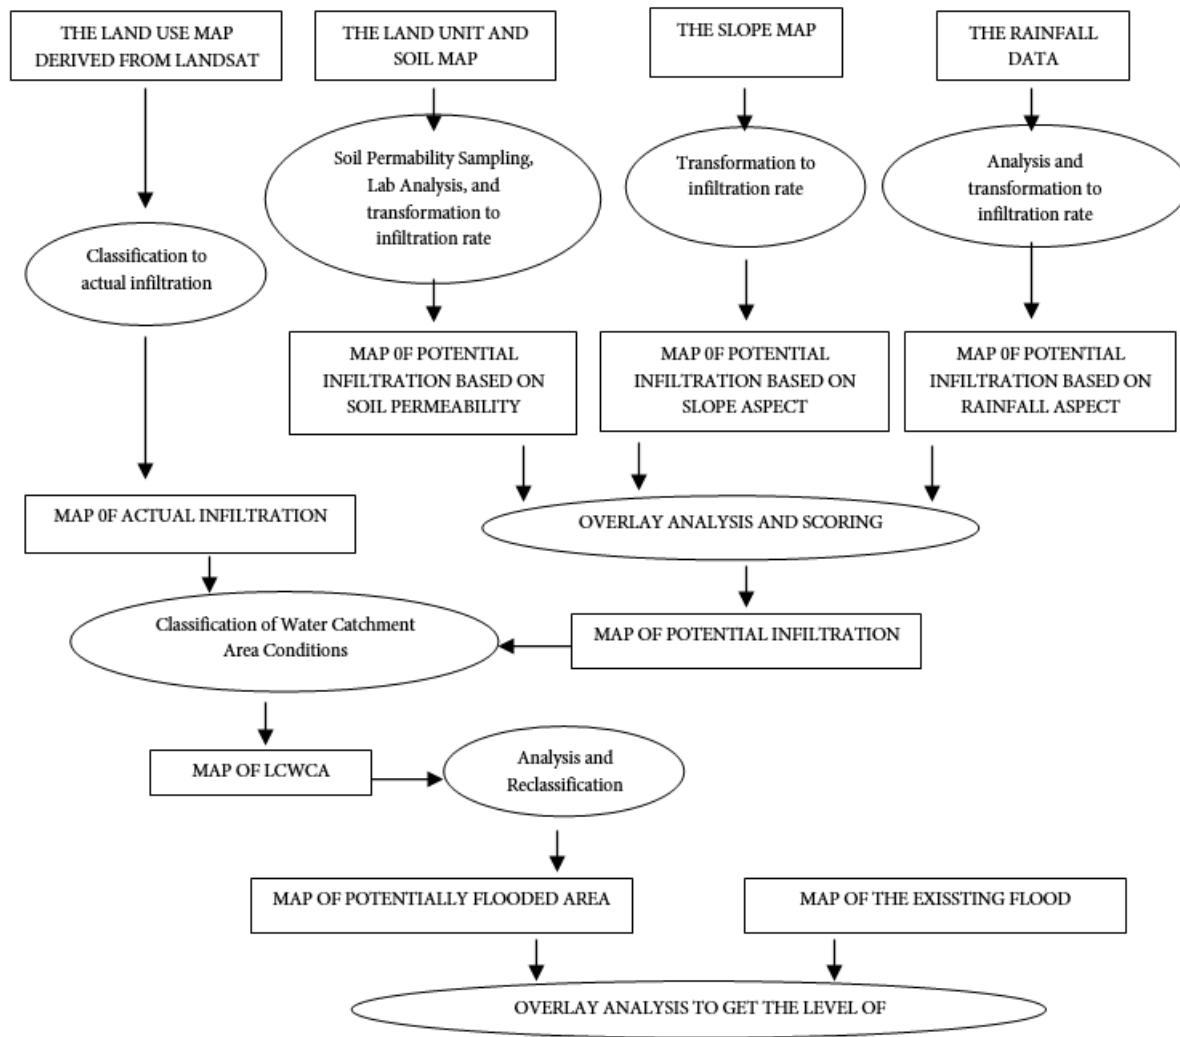 THE LAND USE MAP
DERIVED FROM LANDSAT
THE LAND UNIT AND
SOIL MAP
THE SLOPE MAP
THE RAINFALL
DATA
Soil Permability Sampling,
Lab Analysis, and
transformation to
infiltration rate
Transformation to
infiltration rate
Analysis and
transformation to
infiltration rate
Classification to
actual infiltration
MAP 0F POTENTIAL
INFILTRATION BASED ON
SOIL PERMEABILITY
MAP 0F POTENTIAL
INFILTRATION BASED ON
SLOPE ASPECT
MAP 0F POTENTIAL
INFILTRATION BASED ON
RAINFALL ASPECT
MAP 0F ACTUAL INFILTRATION
OVERLAY ANALYSIS AND SCORING
Classification of Water Catchment
Area Conditions
MAP OF POTENTIAL INFILTRATION
MAP OF LCWCA
Analysis and
Reclassification
MAP OF POTENTIALLY FLOODED AREA
MAP OF THE EXISSTING FLOOD
OVERLAY ANALYSIS TO GET THE LEVEL OF